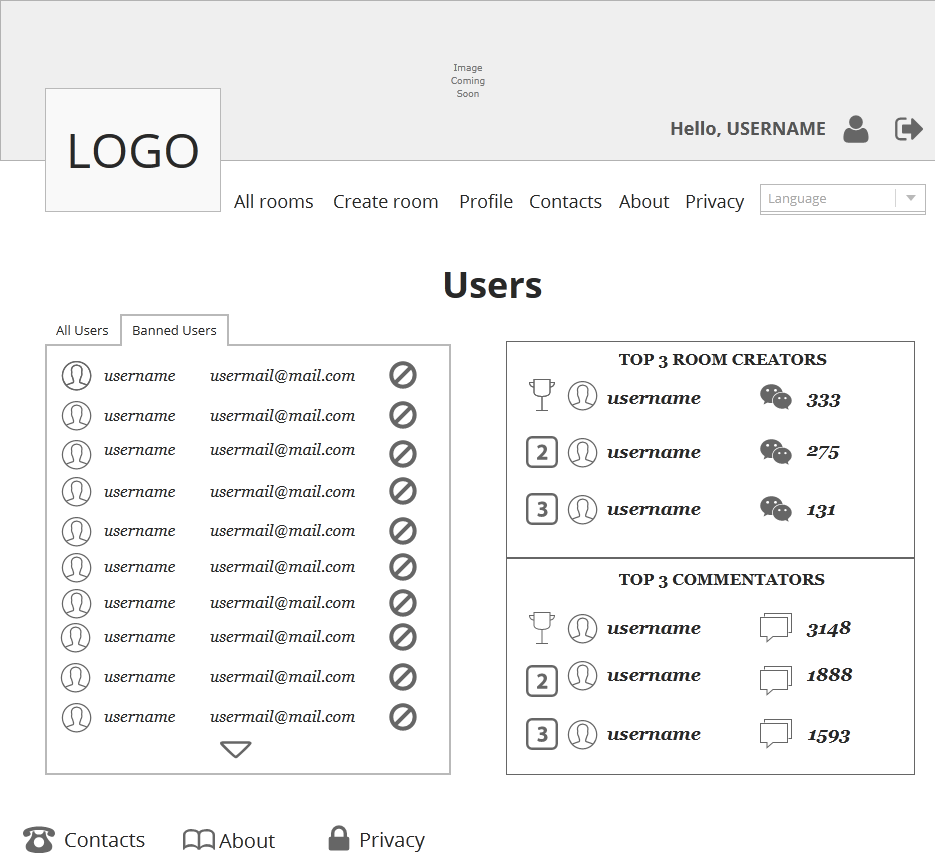 Image
Coming
Soon
Hello, USERNAME
LOGO
All rooms Create room Profile Contacts About Privacy Language
Users
All Users Banned Users
username usermail@mail.com
username usermail@mail.com
username usermail@mail.com
username usermail@mail.com
username usermail@mail.com
username usermail@mail.com
username usermail@mail.com
username usermail@mail.com
username usermail@mail.com
username usermail@mail.com
TOP 3 ROOM CREATORS
username 333
2 username 275
3 username 131
TOP 3 COMMENTATORS
username 3148
2 username 1888
3 username 1593
Contacts About Privacy